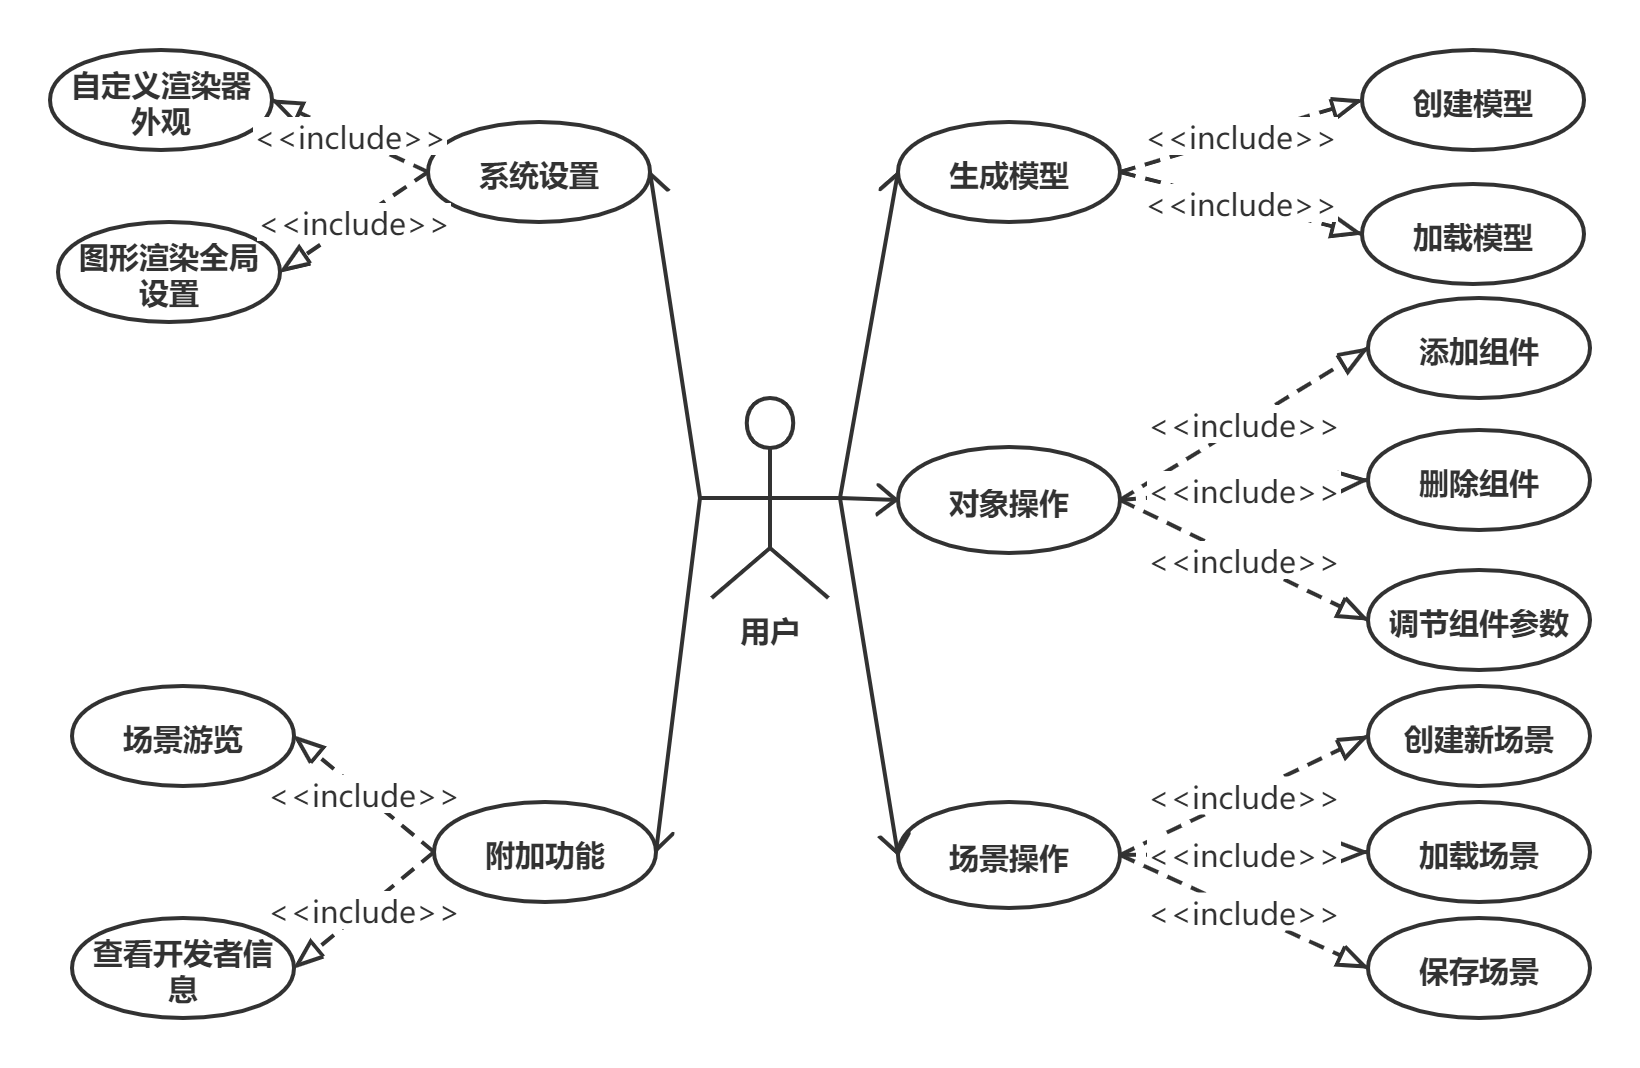 自定义渲染器
外观
<<include>>
系统设置
<<include>>
图形渲染全局
设置
创建模型
<<include>>
生成模型
<<include>>
加载模型
添加组件
<<include>>
对象操作
<<include>>
删除组件
<<include>>
调节组件参数
用户
场景游览
<<include>>
附加功能
<<include>>
查看开发者信
息
创建新场景
<<include>>
场景操作
<<include>>
加载场景
<<include>>
保存场景